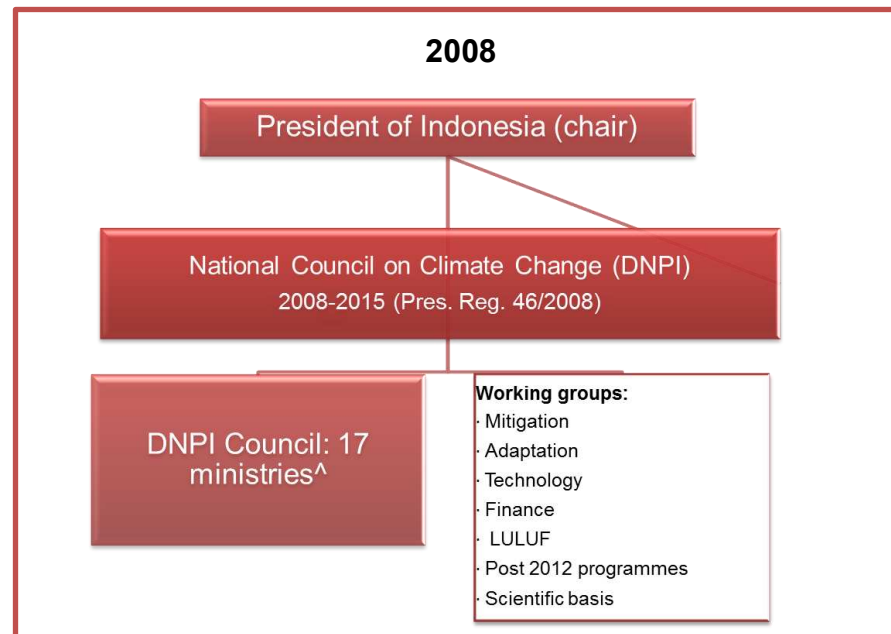 2008
President of Indonesia (chair)
National Council on Climate Change (DNPI)
2008-2015 (Pres. Reg. 46/2008)
DNPI Council: 17
ministries^
Working groups:
· Mitigation
· Adaptation
· Technology
· Finance
· LULUF
· Post 2012 programmes
· Scientific basis